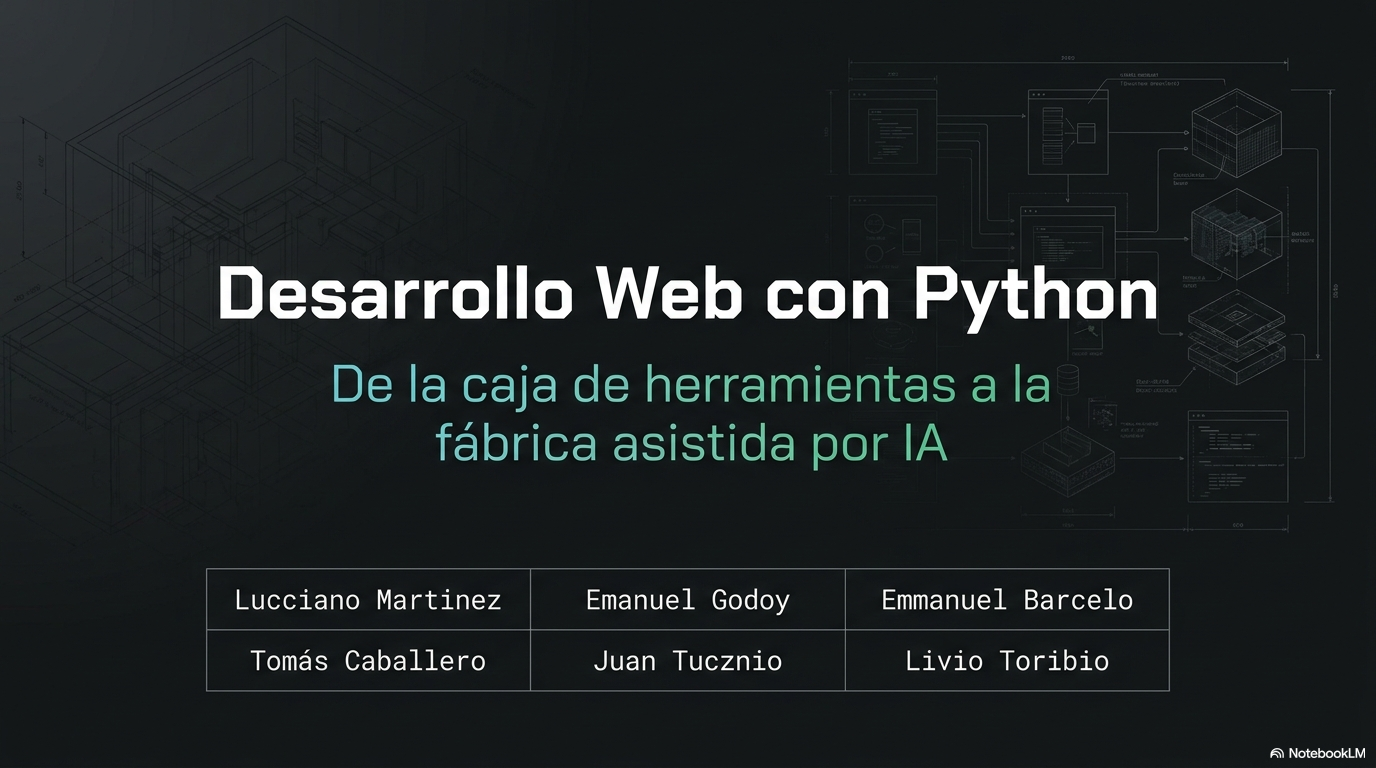 Desarrollo Web con Python
De la caja de herramientas a la
fábrica asistida por IA
Lucciano Martinez
Emanuel Godoy
Emmanuel Barcelo
Tomás Caballero
Juan Tucznio
Livio Toribio
NotebookLM